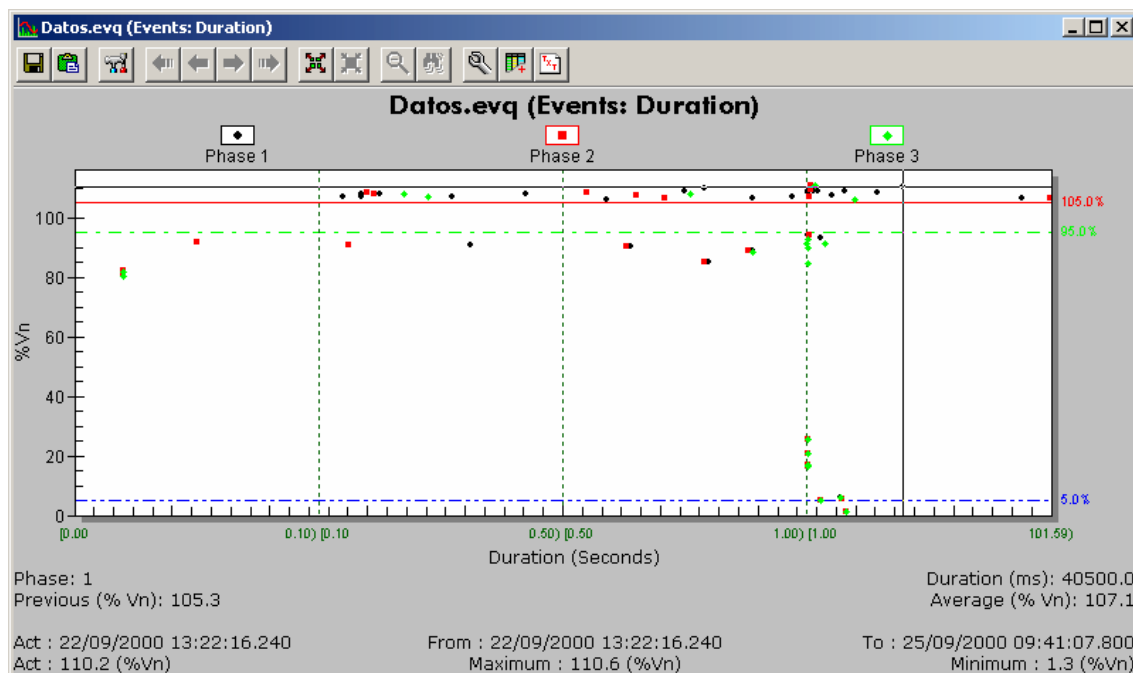 Datos.evq (Events: Duration)
TXT
Datos.evq (Events: Duration)
Phase 1 Phase 2 Phase 3
105.0%
100
95.0%
80
%Vn
60
40
20
5.0%
0
[0.00 0.10) [0.10 0.50) [0.50 1.00) [1.00 101.59)
Duration (Seconds)
Phase: 1 Duration (ms): 40500.0
Previous (% Vn): 105.3 Average (% Vn): 107.1
Act : 22/09/2000 13:22:16.240 From : 22/09/2000 13:22:16.240 To : 25/09/2000 09:41:07.800
Act : 110.2 (%Vn) Maximum : 110.6 (%Vn) Minimum : 1.3 (%Vn)